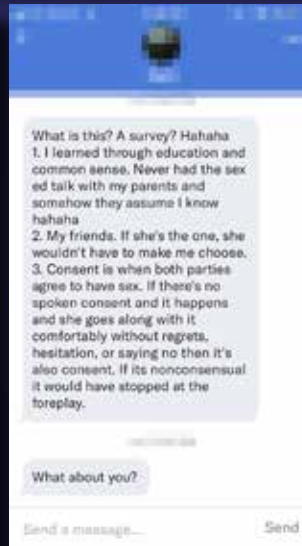 What is this? A survey? Hahaha
1. I learned through education and
common sense. Never had the sex
ed talk with my parents and
somehow they assume I know
hahaha
2. My friends. If she's the one, she
wouldn't have to make me choose.
3. Consent is when both parties
agree to have sex. If there's no
spoken consent and it happens
and she goes along with it
comfortably without regrets,
hesitation, or saying no then it's
also consent. If its nonconsensual
it would have stopped at the
foreplay.
What about you?
Send a message...
Send